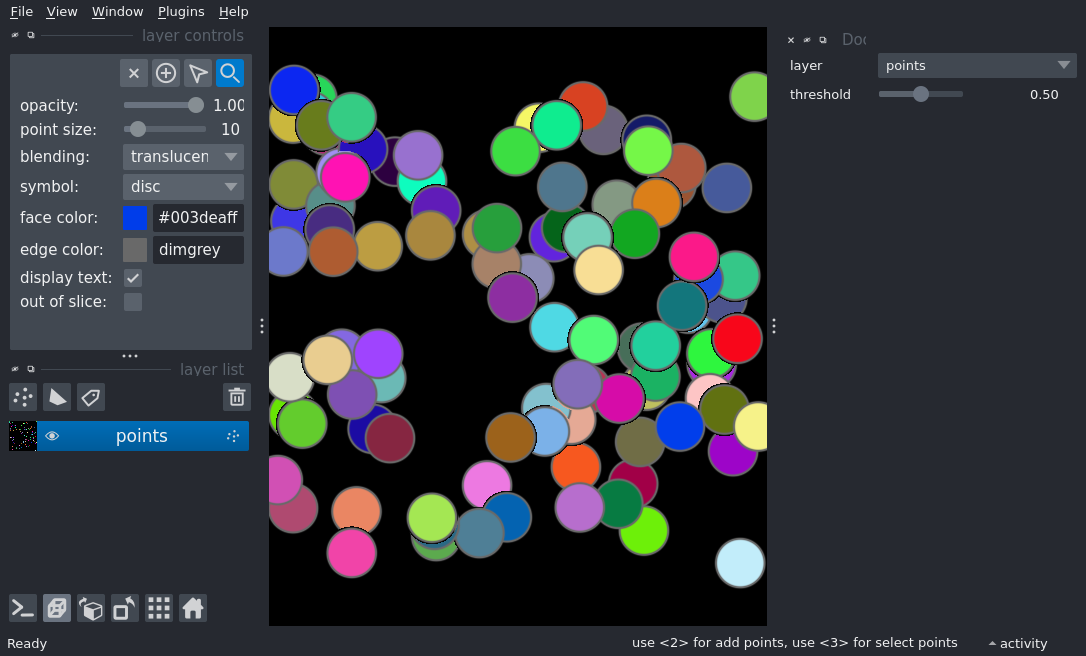 File View Window Plugins Help
layer controls
opacity: 1.00
point size: 10
blending: translucen
symbol: disc
face color: #003deaff
edge color: dimgrey
display text:
out of slice:
layer list
points
Doc
layer points
threshold 0.50
Ready use <2> for add points, use <3> for select points activity